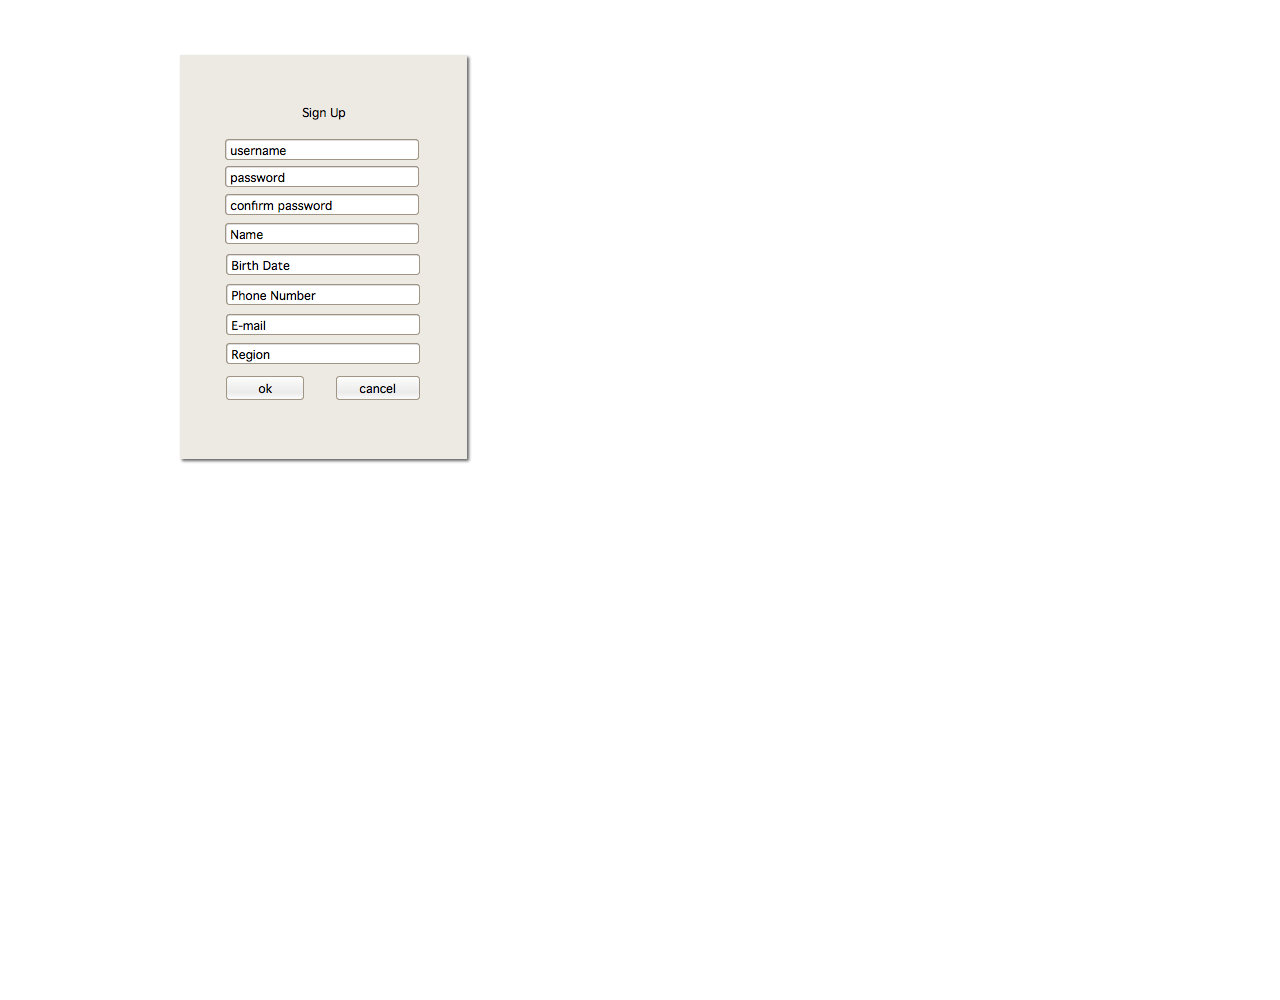 Sign Up
username
password
confirm password
Name
Birth Date
Phone Number
E-mail
Region
ok cancel